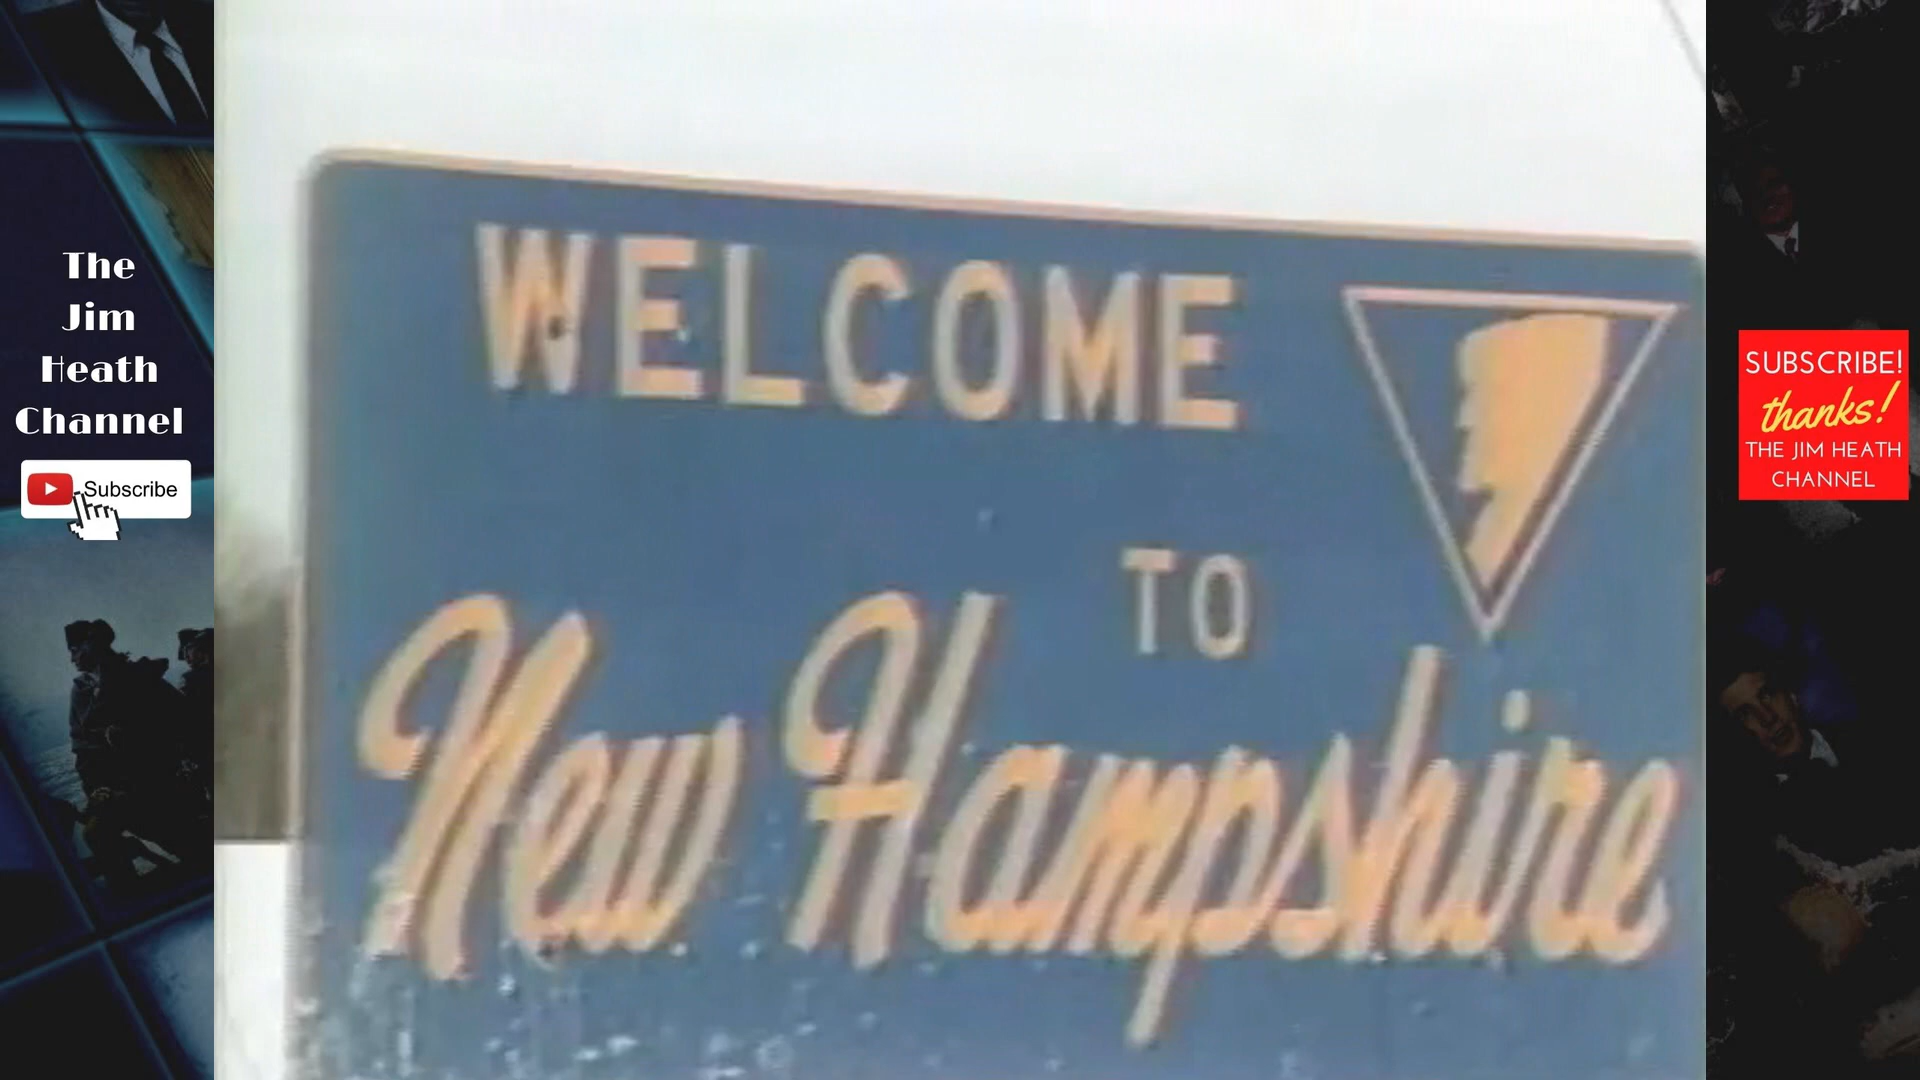 The
Jim
Heath
Channel
Subscribe
WELCOME
TO
New Hampshire
SUBSCRIBE!
thanks!
THE JIM HEATH
CHANNEL